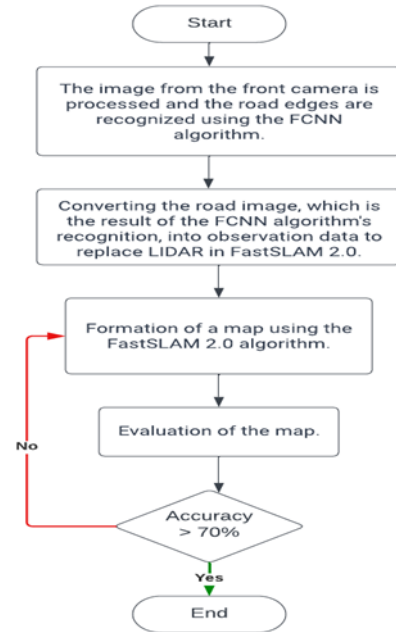 Start
The image from the front camera is
processed and the road edges are
recognized using the FCNN
algorithm.
Converting the road image, which is
the result of the FCNN algorithm's
recognition, into observation data to
replace LIDAR in FastSLAM 2.0.
Formation of a map using the
FastSLAM 2.0 algorithm.
Evaluation of the map.
No
Accuracy
> 70%
Yes
End